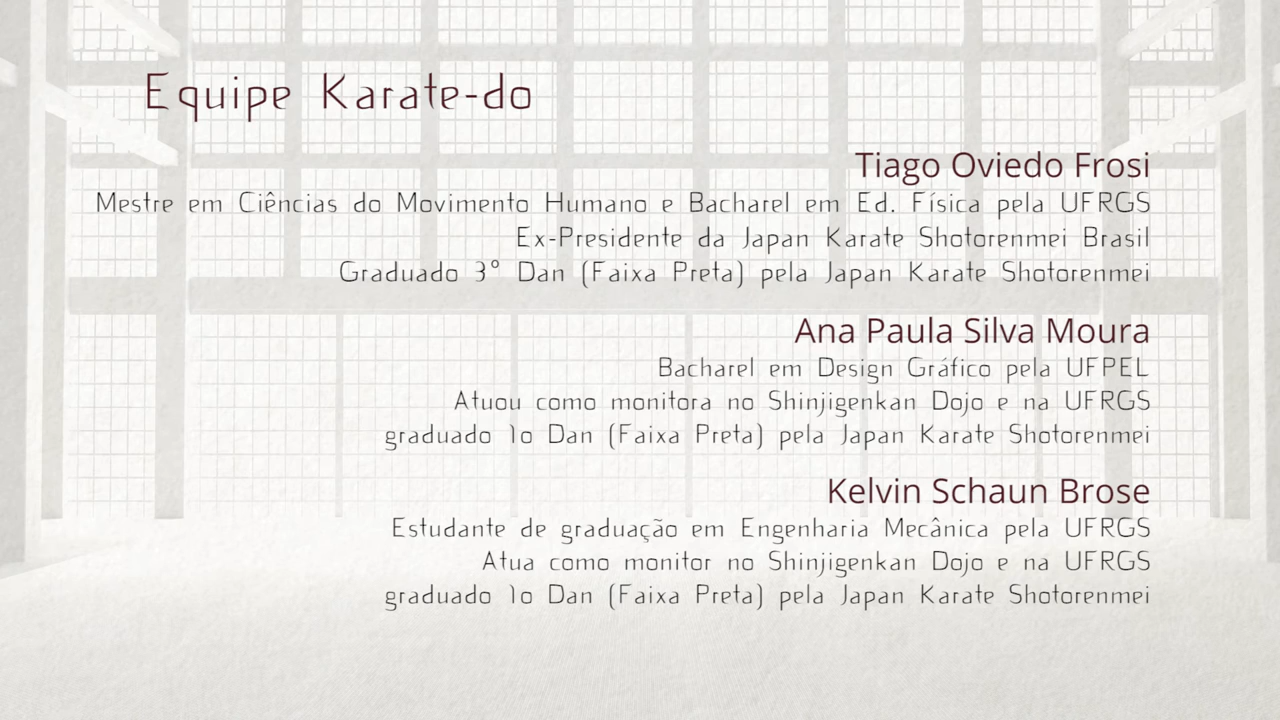 Equipe Karate-do
Tiago Oviedo Frosi
Mestre em Ciências do Movimento Humano e Bacharel em Ed. Física pela UFRGS
Ex-Presidente da Japan Karate Shotorenmei Brasil
Graduado 3° Dan (Faixa Preta) pela Japan Karate Shotorenmei
Ana Paula Silva Moura
Bacharel em Design Gráfico pela UFPEL
Atuou como monitora no Shinjigenkan Dojo e na UFRGS
graduado 1o Dan (Faixa Preta) pela Japan Karate Shotorenmei
Kelvin Schaun Brose
Estudante de graduação em Engenharia Mecânica pela UFRGS
Atua como monitor no Shinjigenkan Dojo e na UFRGS
graduado 1o Dan (Faixa Preta) pela Japan Karate Shotorenmei